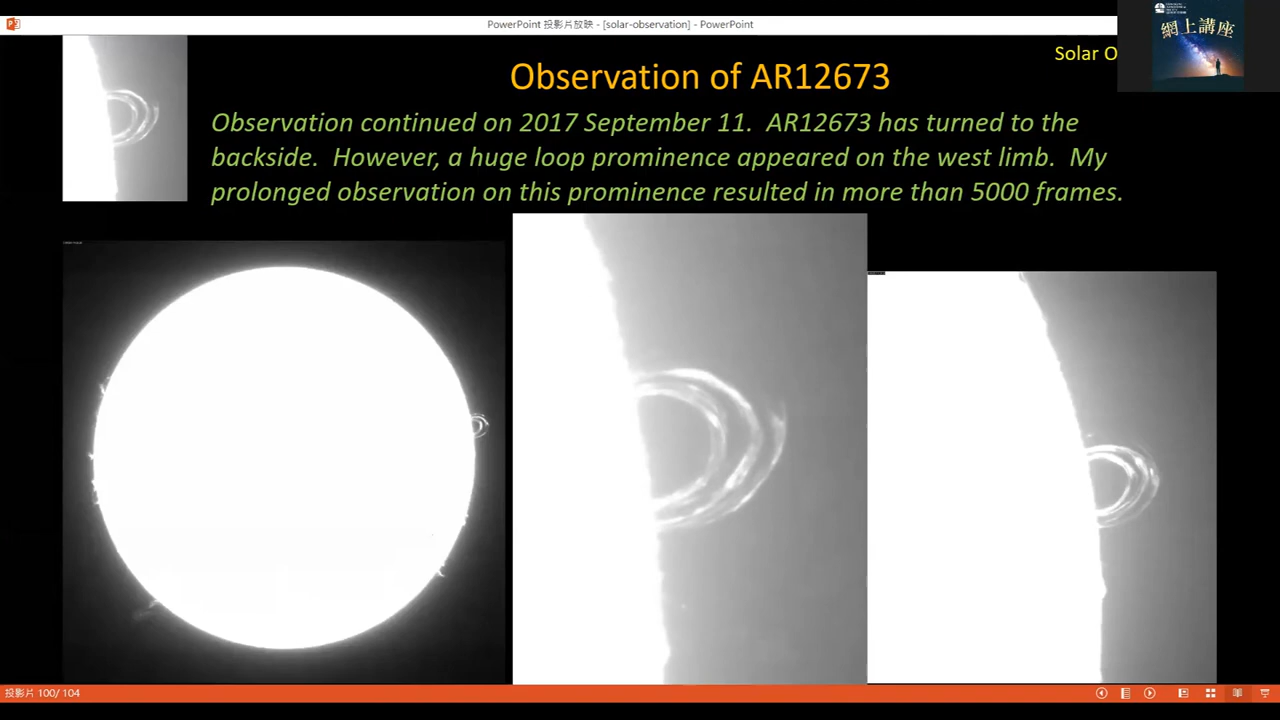 PowerPoint 投影片放映 - [solar-observation] - PowerPoint
Solar O
網上講座
Observation of AR12673
Observation continued on 2017 September 11. AR12673 has turned to the
backside. However, a huge loop prominence appeared on the west limb. My
prolonged observation on this prominence resulted in more than 5000 frames.
投影片 100/ 104